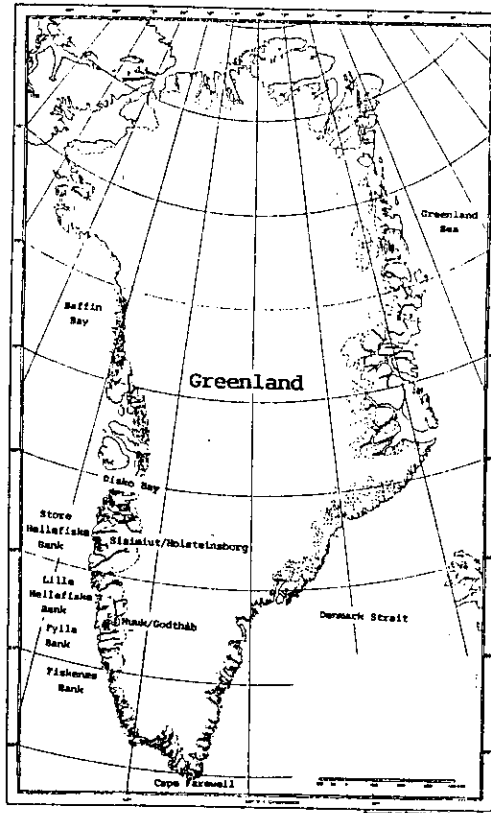 Greenland
Sea
Baffin
Bay
Greenland
Disko Bay
Store
Hellefiske
Bank
Sisimiut/Holsteinsborg
Lille
Hellefiske
Bank
Nuuk/Godthåb
Denmark Strait
Fylla
Bank
Fiskenæs
Bank
Cape Farewell